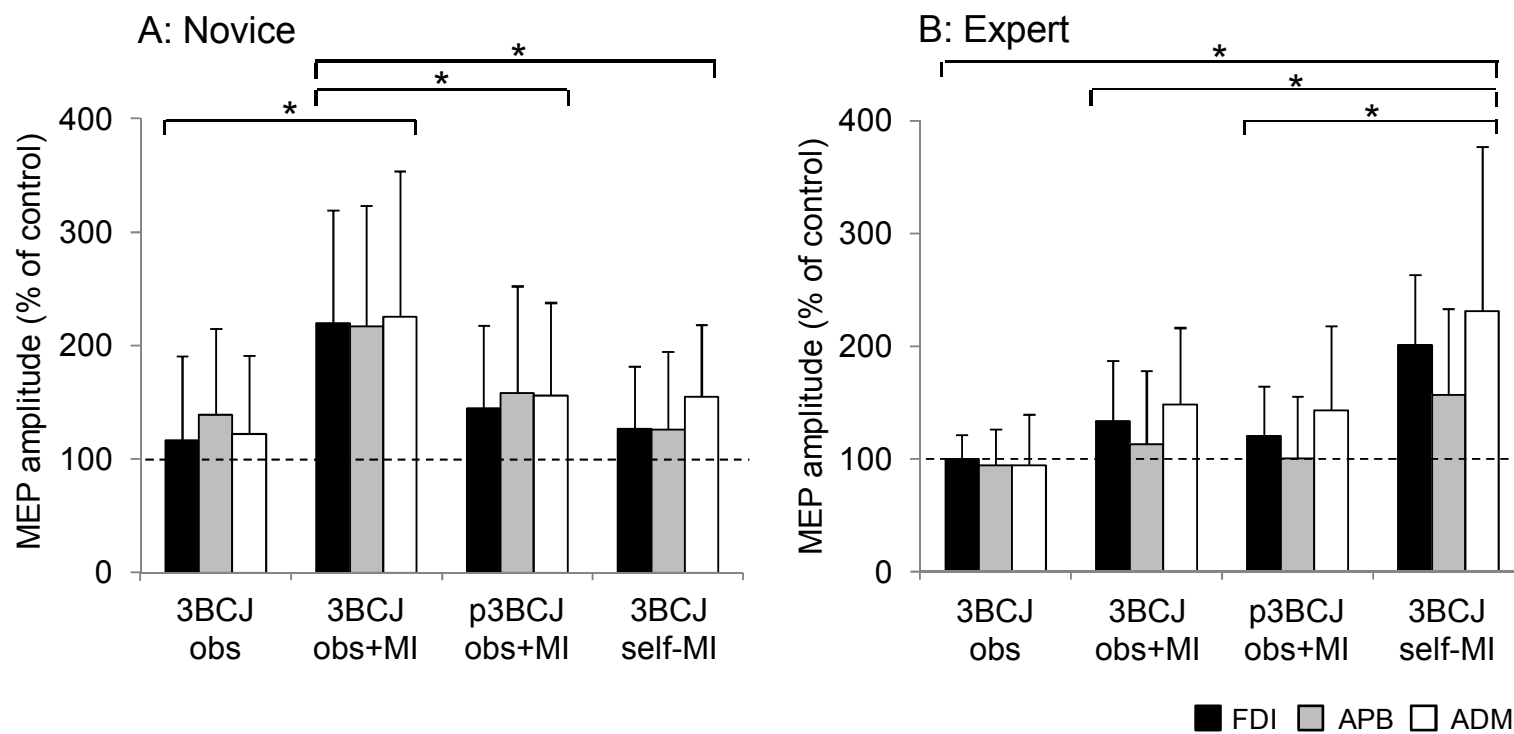 A: Novice
*
*
*
MEP amplitude (% of control)
400
300
200
100
0
3BCJ
obs
3BCJ
obs+MI
p3BCJ
obs+MI
3BCJ
self-MI
B: Expert
*
*
*
MEP amplitude (% of control)
400
300
200
100
0
3BCJ
obs
3BCJ
obs+MI
p3BCJ
obs+MI
3BCJ
self-MI
FDI APB ADM